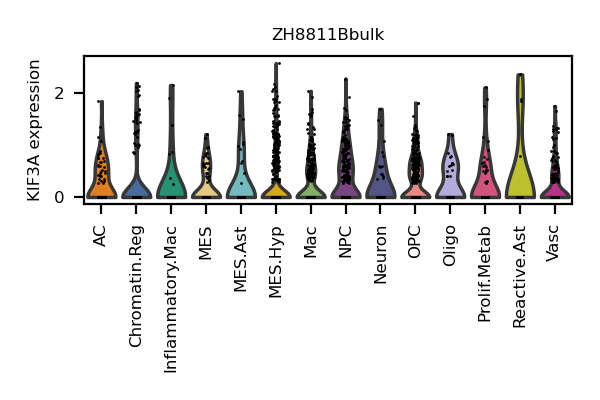 ZH8811Bbulk
KIF3A expression
2
0
AC
Chromatin.Reg
Inflammatory.Mac
MES
MES.Ast
MES.Hyp
Mac
NPC
Neuron
OPC
Oligo
Prolif.Metab
Reactive.Ast
Vasc